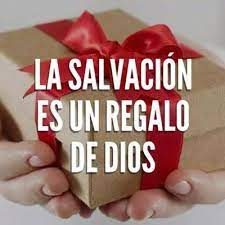 LA SALVACIÓN
ES UN REGALO
DE DIOS